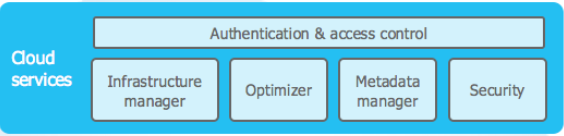 Authentication & access control
Cloud
services
Infrastructure
manager
Optimizer
Metadata
manager
Security